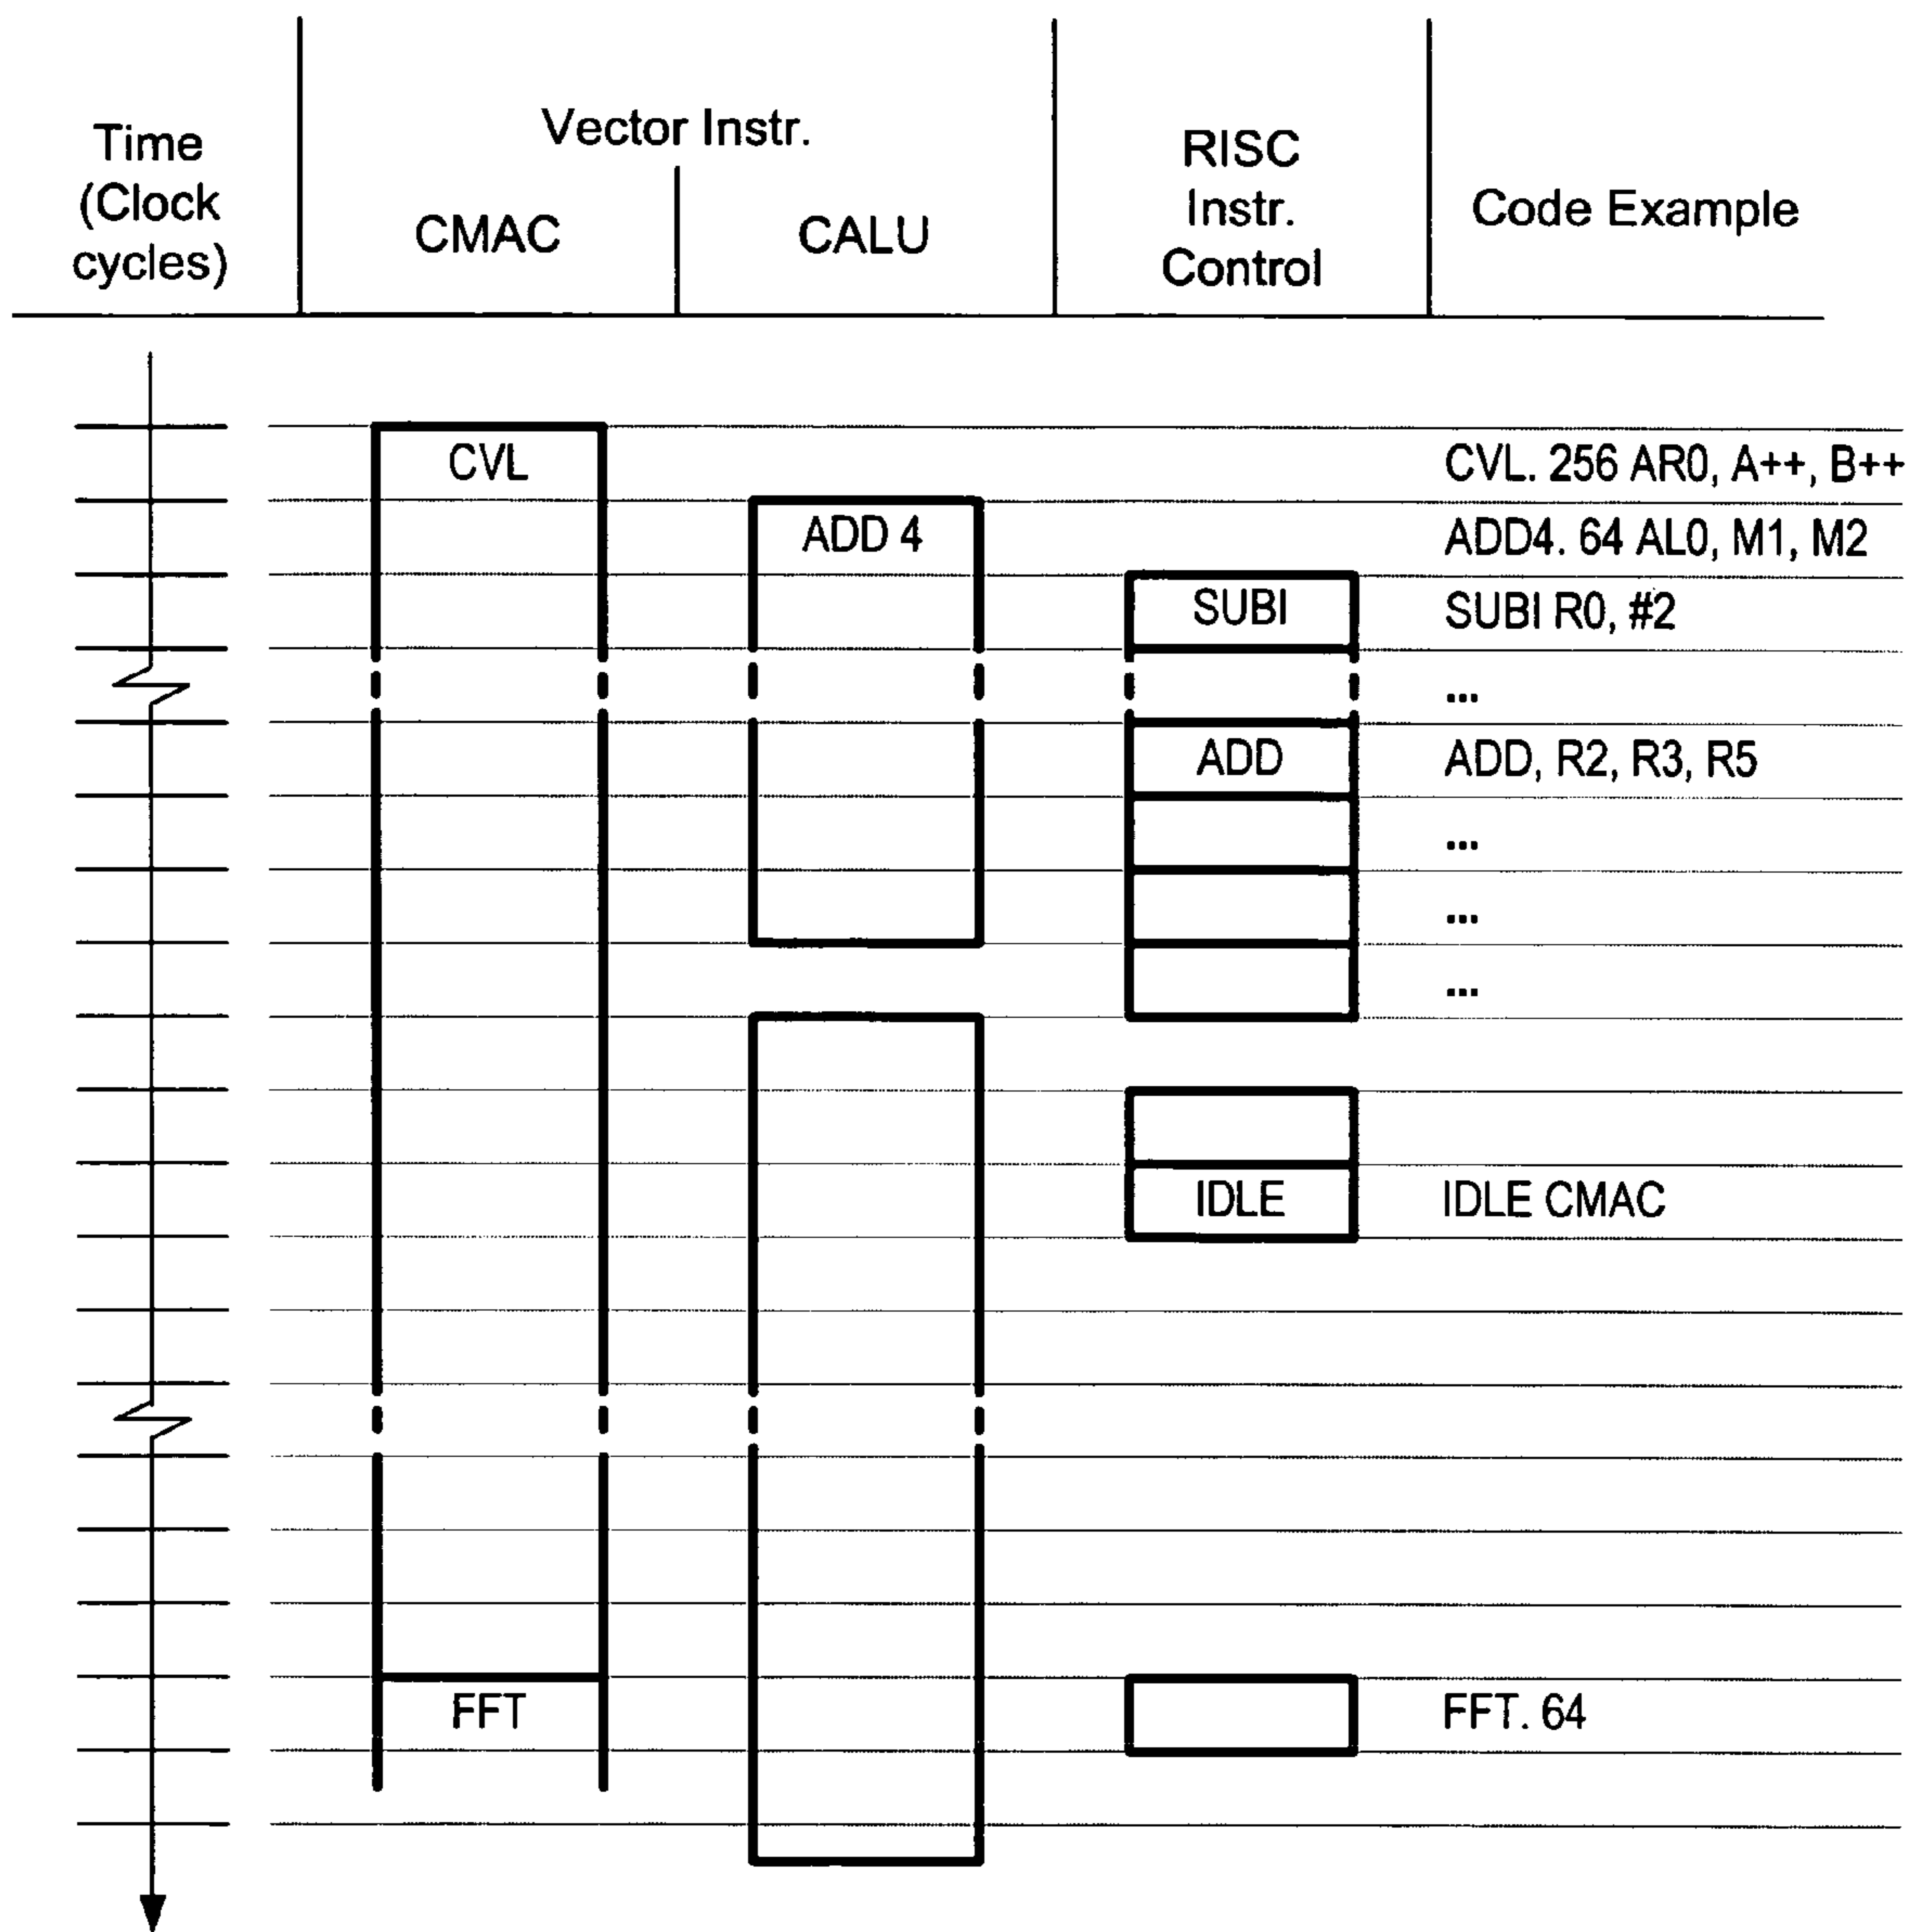 Time
(Clock
cycles)
Vector Instr.
CMAC
CALU
RISC
Instr.
Control
Code Example
CVL
CVL. 256 AR0, A++, B++
ADD 4
ADD4. 64 AL0, M1, M2
SUBI
SUBI R0, #2
...
ADD
ADD, R2, R3, R5
...
...
...
IDLE
IDLE CMAC
FFT
FFT. 64